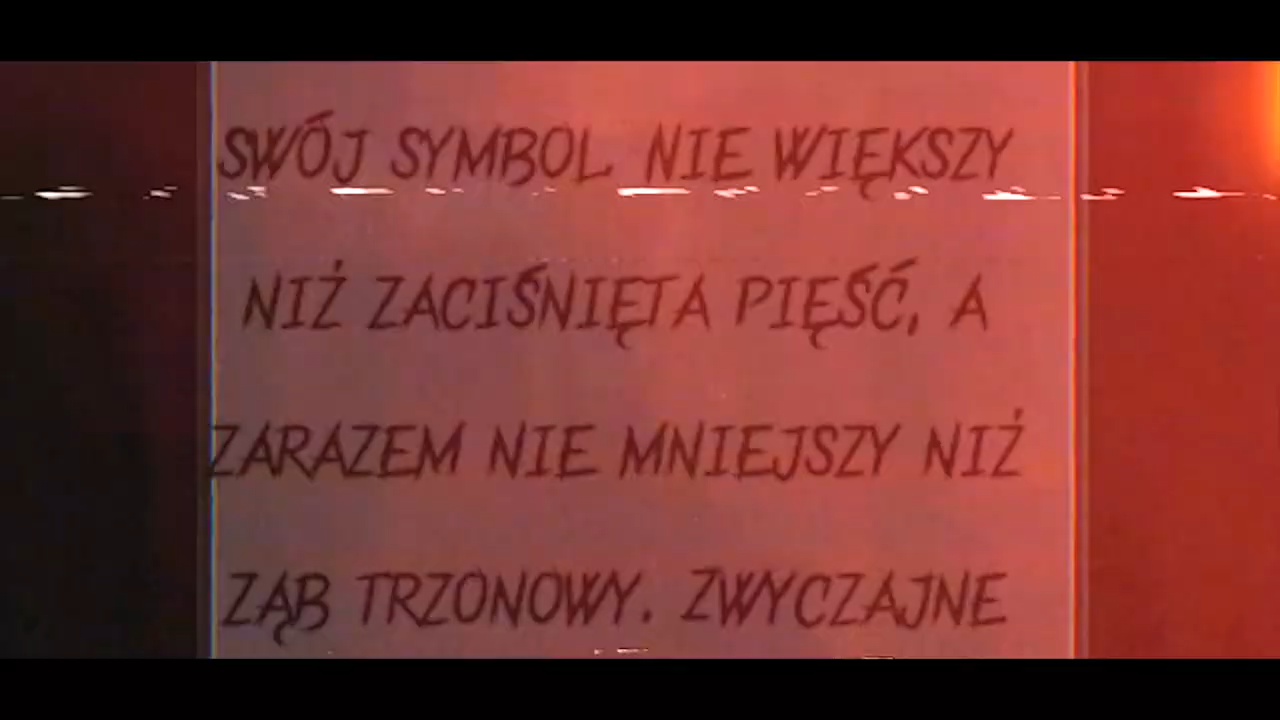 SWÓJ SYMBOL NIE WIĘKSZY
NIŻ ZACIŚNIĘTA PIĘŚĆ, A
ZARAZEM NIE MNIEJSZY NIŻ
ZĄB TRZONOWY. ZWYCZAJNE